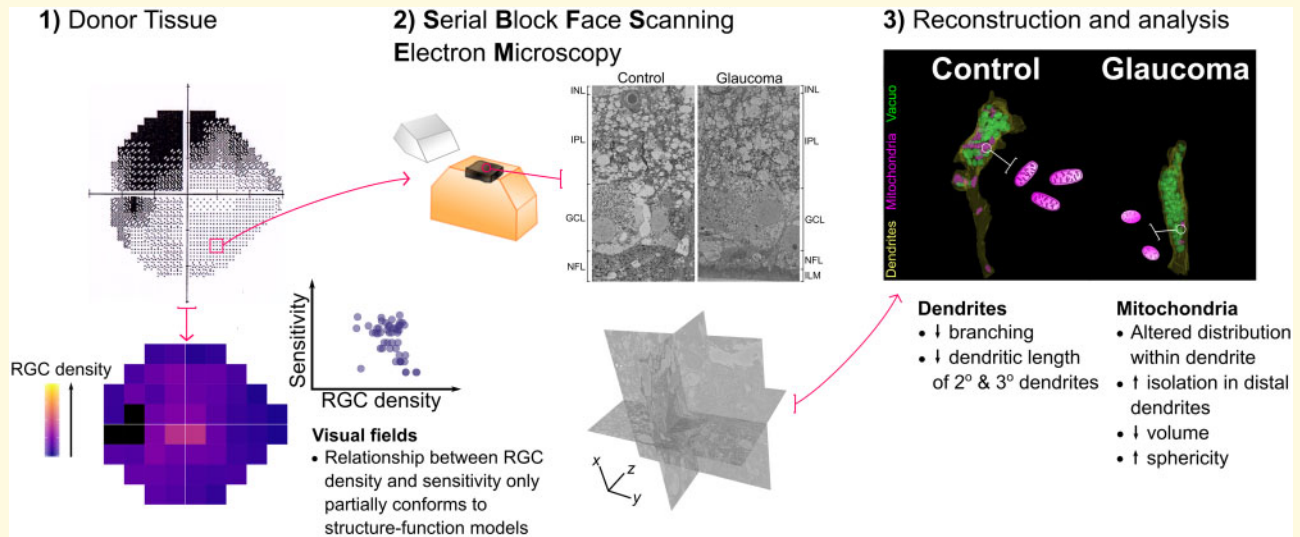 1) Donor Tissue
RGC density
Sensitivity
RGC density
Visual fields
• Relationship between RGC
density and sensitivity only
partially conforms to
structure-function models
2) Serial Block Face Scanning
Electron Microscopy
Control
Glaucoma
INL
IPL
GCL
NFL
INL
IPL
GCL
NFL
ILM
x
z
y
3) Reconstruction and analysis
Control
Glaucoma
Dendrites Mitochondria Vacuo
Dendrites
• ↓ branching
• ↓ dendritic length
of 2º & 3º dendrites
Mitochondria
• Altered distribution
within dendrite
• ↑ isolation in distal
dendrites
• ↓ volume
• ↑ sphericity